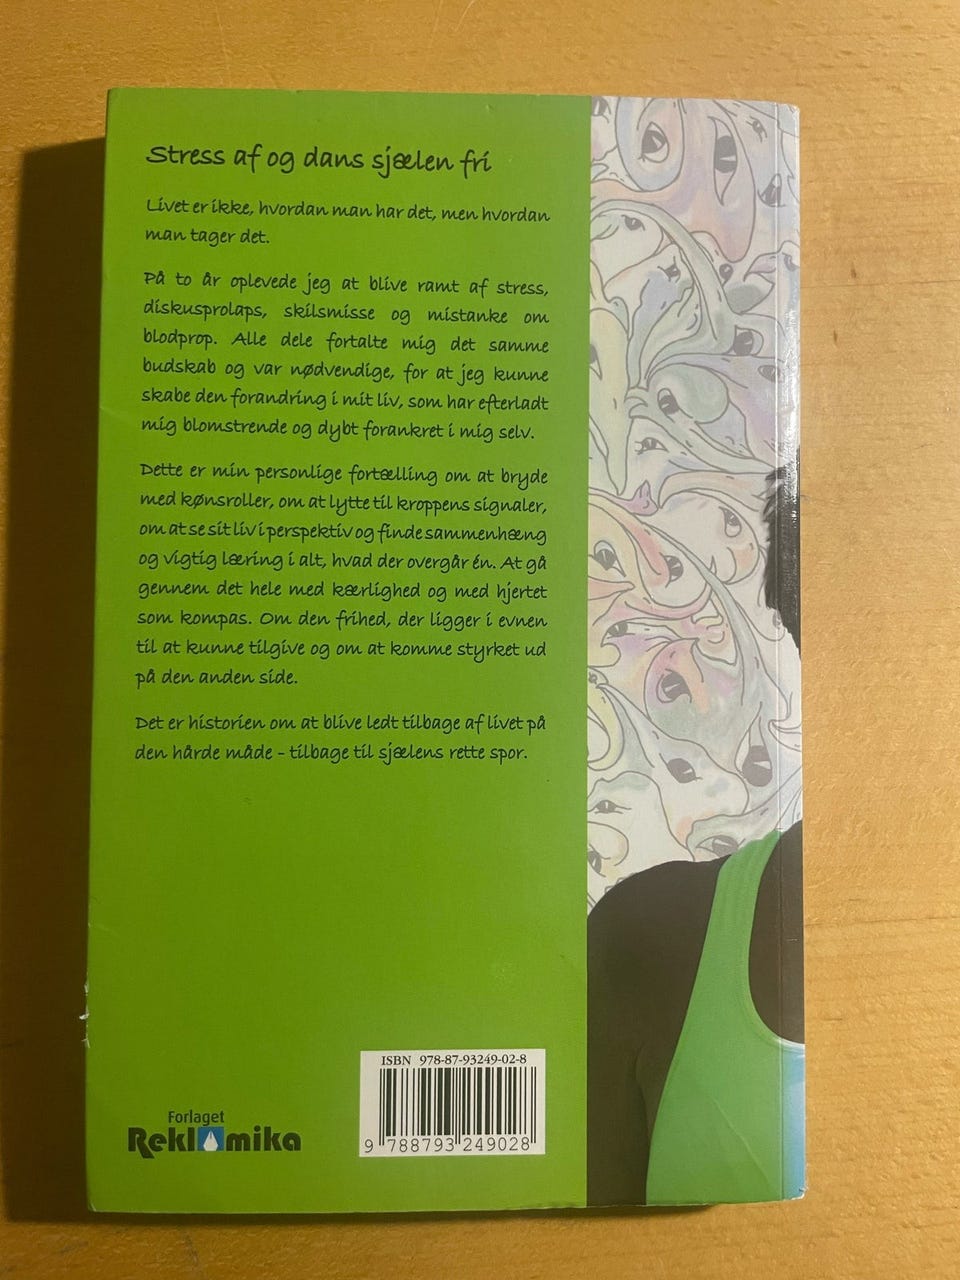 Stress af og dans sjælen fri
Livet er ikke, hvordan man har det, men hvordan
man tager det.
På to år oplevede jeg at blive ramt af stress,
diskusprolaps, skilsmisse og mistanke om
blodprop. Alle dele fortalte mig det samme
budskab og var nødvendige, for at jeg kunne
skabe den forandring i mit liv, som har efterladt
mig blomstrende og dybt forankret i mig selv.
Dette er min personlige fortælling om at bryde
med kønsroller, om at lytte til kroppens signaler,
om at se sit liv i perspektiv og finde sammenhæng
og vigtig læring i alt, hvad der overgår én. At gå
gennem det hele med kærlighed og med hjertet
som kompas. Om den frihed, der ligger i evnen
til at kunne tilgive og om at komme styrket ud
på den anden side.
Det er historien om at blive ledt tilbage af livet på
den hårde måde - tilbage til sjælens rette spor.
ISBN 978-87-93249-02-8
9 788793 249028
Forlaget
Reklamika